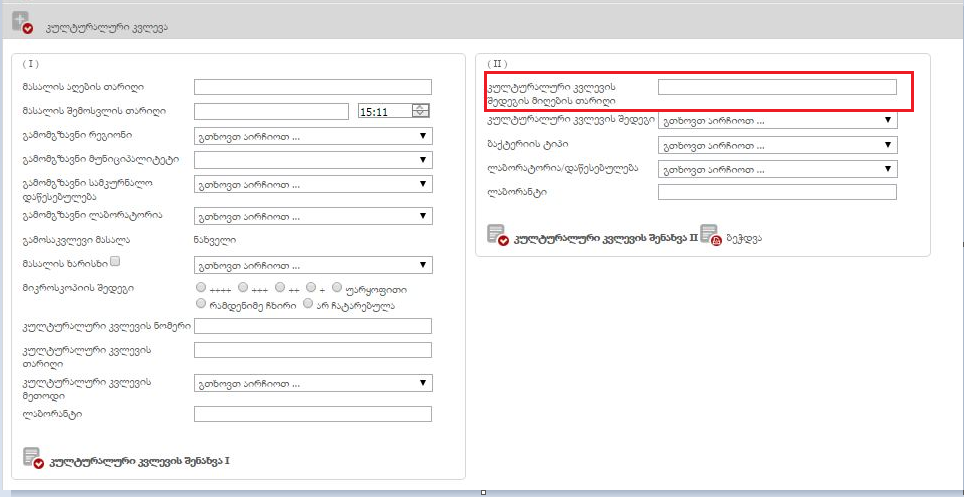 კულტურალური კვლევა
( I )
მასალის აღების თარიღი
მასალის შემოსვლის თარიღი 15:11
გამომგზავნი რეგიონი გთხოვთ აირჩიოთ ...
გამომგზავნი მუნიციპალიტეტი
გამომგზავნი სამკურნალო
დაწესებულება
გთხოვთ აირჩიოთ ...
გამომგზავნი ლაბორატორია გთხოვთ აირჩიოთ ...
გამოსაკვლევი მასალა ნახველი
მასალის ხარისხი გთხოვთ აირჩიოთ ...
მიკროსკოპიის შედეგი ++++ +++ ++ + უარყოფითი
რამდენიმე ჩხირი არ ჩატარებულა
კულტურალური კვლევის ნომერი
კულტურალური კვლევის
თარიღი
კულტურალური კვლევის
მეთოდი
გთხოვთ აირჩიოთ ...
ლაბორანტი
კულტურალური კვლევის შენახვა I
( II )
კულტურალური კვლევის
შედეგის მიღების თარიღი
კულტურალური კვლევის შედეგი გთხოვთ აირჩიოთ ...
ბაქტერიის ტიპი გთხოვთ აირჩიოთ ...
ლაბორატორია/დაწესებულება გთხოვთ აირჩიოთ ...
ლაბორანტი
კულტურალური კვლევის შენახვა II ბეჭდვა